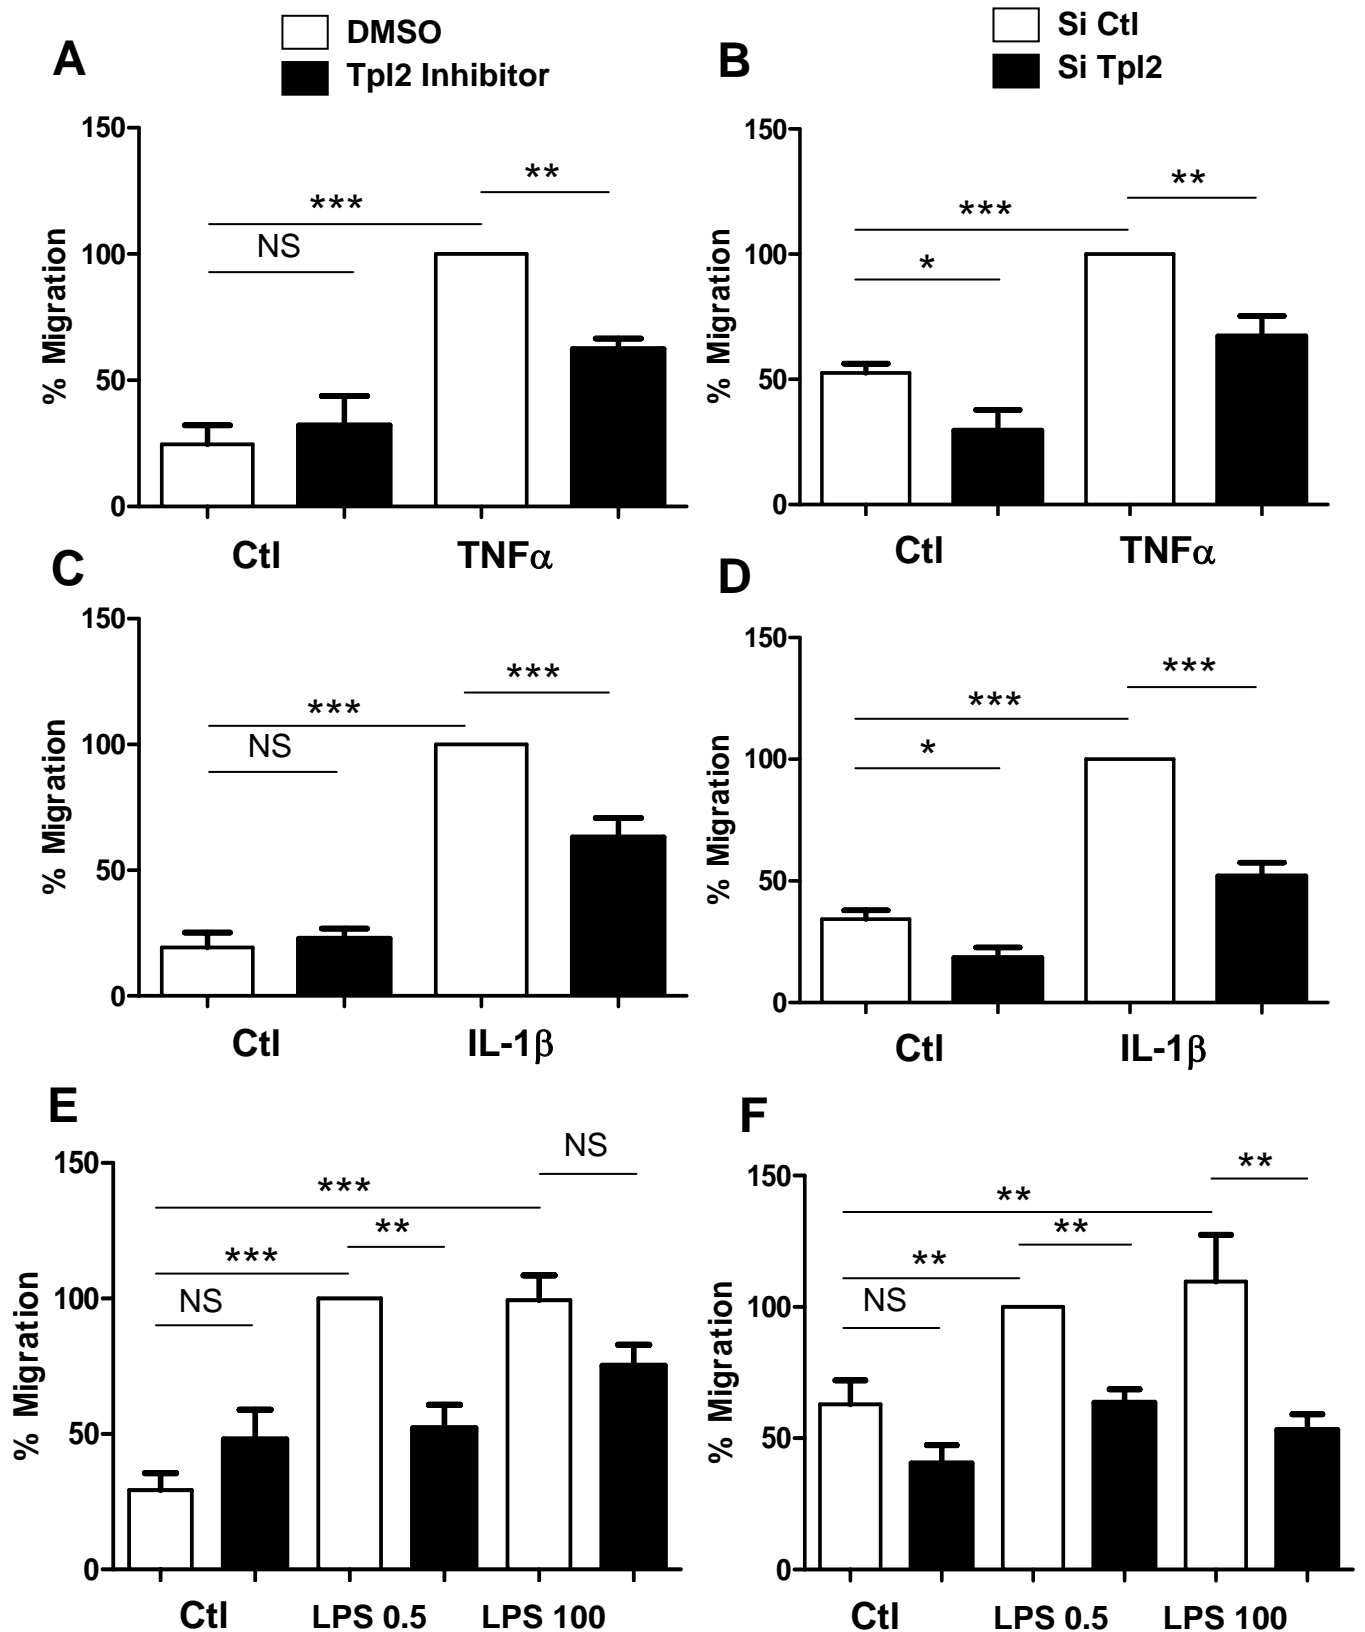 A
DMSO
Tpl2 Inhibitor
150
100
50
0
% Migration
***
**
NS
Ctl
TNFα
B
Si Ctl
Si Tpl2
150
100
50
0
% Migration
***
**
*
Ctl
TNFα
C
150
100
50
0
% Migration
***
***
NS
Ctl
IL-1β
D
150
100
50
0
% Migration
***
***
*
Ctl
IL-1β
E
150
100
50
0
% Migration
NS
***
**
***
NS
Ctl
LPS 0.5
LPS 100
F
150
100
50
0
% Migration
**
**
**
**
NS
Ctl
LPS 0.5
LPS 100